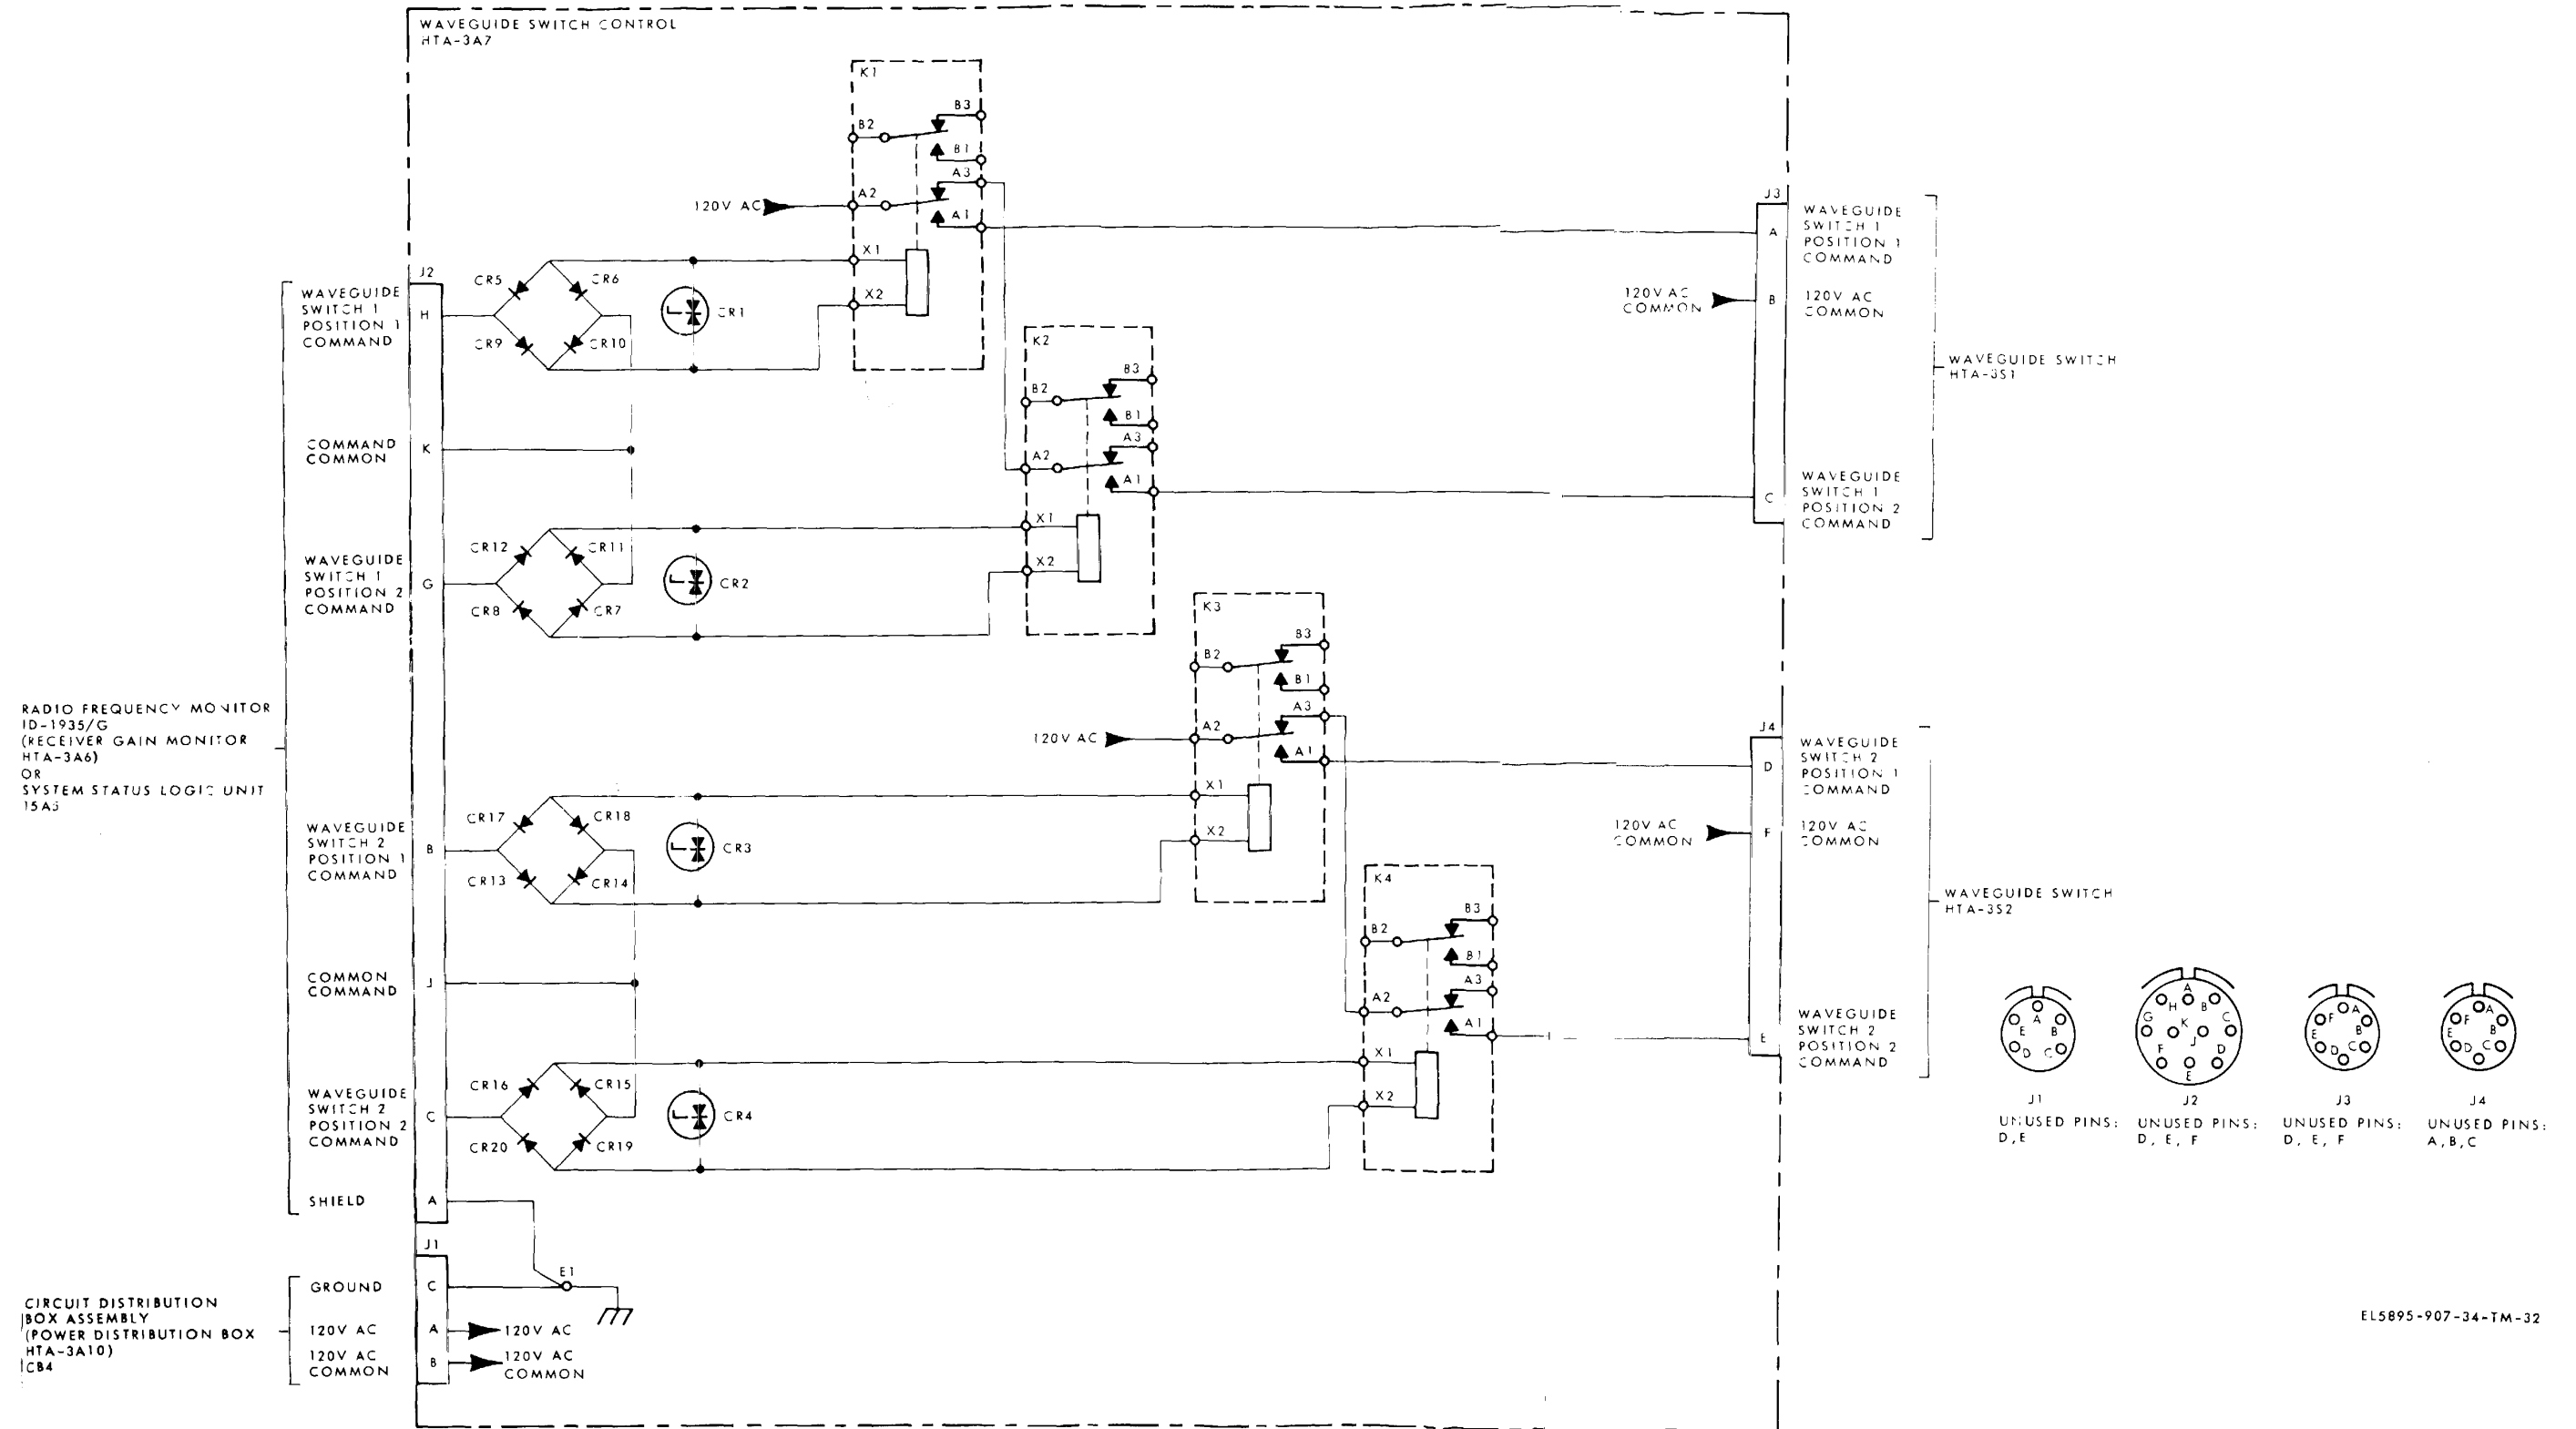 WAVEGUIDE SWITCH CONTROL
HTA-3A7
K1
B3
B2
B1
A3
A2
120V AC
A1
X1
X2
J2
WAVEGUIDE
SWITCH 1
POSITION 1
COMMAND
H
CR5
CR6
CR9
CR10
CR1
K2
B3
B2
B1
A3
A2
A1
X1
X2
COMMAND
COMMON
K
WAVEGUIDE
SWITCH 1
POSITION 2
COMMAND
G
CR12
CR11
CR8
CR7
CR2
J3
A
WAVEGUIDE
SWITCH 1
POSITION 1
COMMAND
120V AC
COMMON
B
120V AC
COMMON
WAVEGUIDE SWITCH
HTA-3S1
C
WAVEGUIDE
SWITCH 1
POSITION 2
COMMAND
K3
B3
B2
B1
A3
A2
120V AC
A1
X1
X2
RADIO FREQUENCY MONITOR
ID-1935/G
(RECEIVER GAIN MONITOR
HTA-3A6)
OR
SYSTEM STATUS LOGIC UNIT
WAVEGUIDE
SWITCH 2
POSITION 1
COMMAND
B
CR17
CR18
CR13
CR14
CR3
J4
D
WAVEGUIDE
SWITCH 2
POSITION 1
COMMAND
120V AC
COMMON
F
120V AC
COMMON
WAVEGUIDE SWITCH
HTA-3S2
E
WAVEGUIDE
SWITCH 2
POSITION 2
COMMAND
K4
B3
B2
B1
A3
A2
A1
X1
X2
COMMON
COMMAND
J
WAVEGUIDE
SWITCH 2
POSITION 2
COMMAND
C
CR16
CR15
CR20
CR19
CR4
SHIELD
A
J1
GROUND
C
E1
CIRCUIT DISTRIBUTION
BOX ASSEMBLY
(POWER DISTRIBUTION BOX
HTA-3A10)
CB4
120V AC
A
120V AC
120V AC
COMMON
B
120V AC
COMMON
A
E B
D C
A
H B
G C
K
J
F D
E
F A
E B
D C
F A
E B
D C
J1
UNUSED PINS:
D,E
J2
UNUSED PINS:
D, E, F
J3
UNUSED PINS:
D, E, F
J4
UNUSED PINS:
A,B,C
EL5895-907-34-TM-32